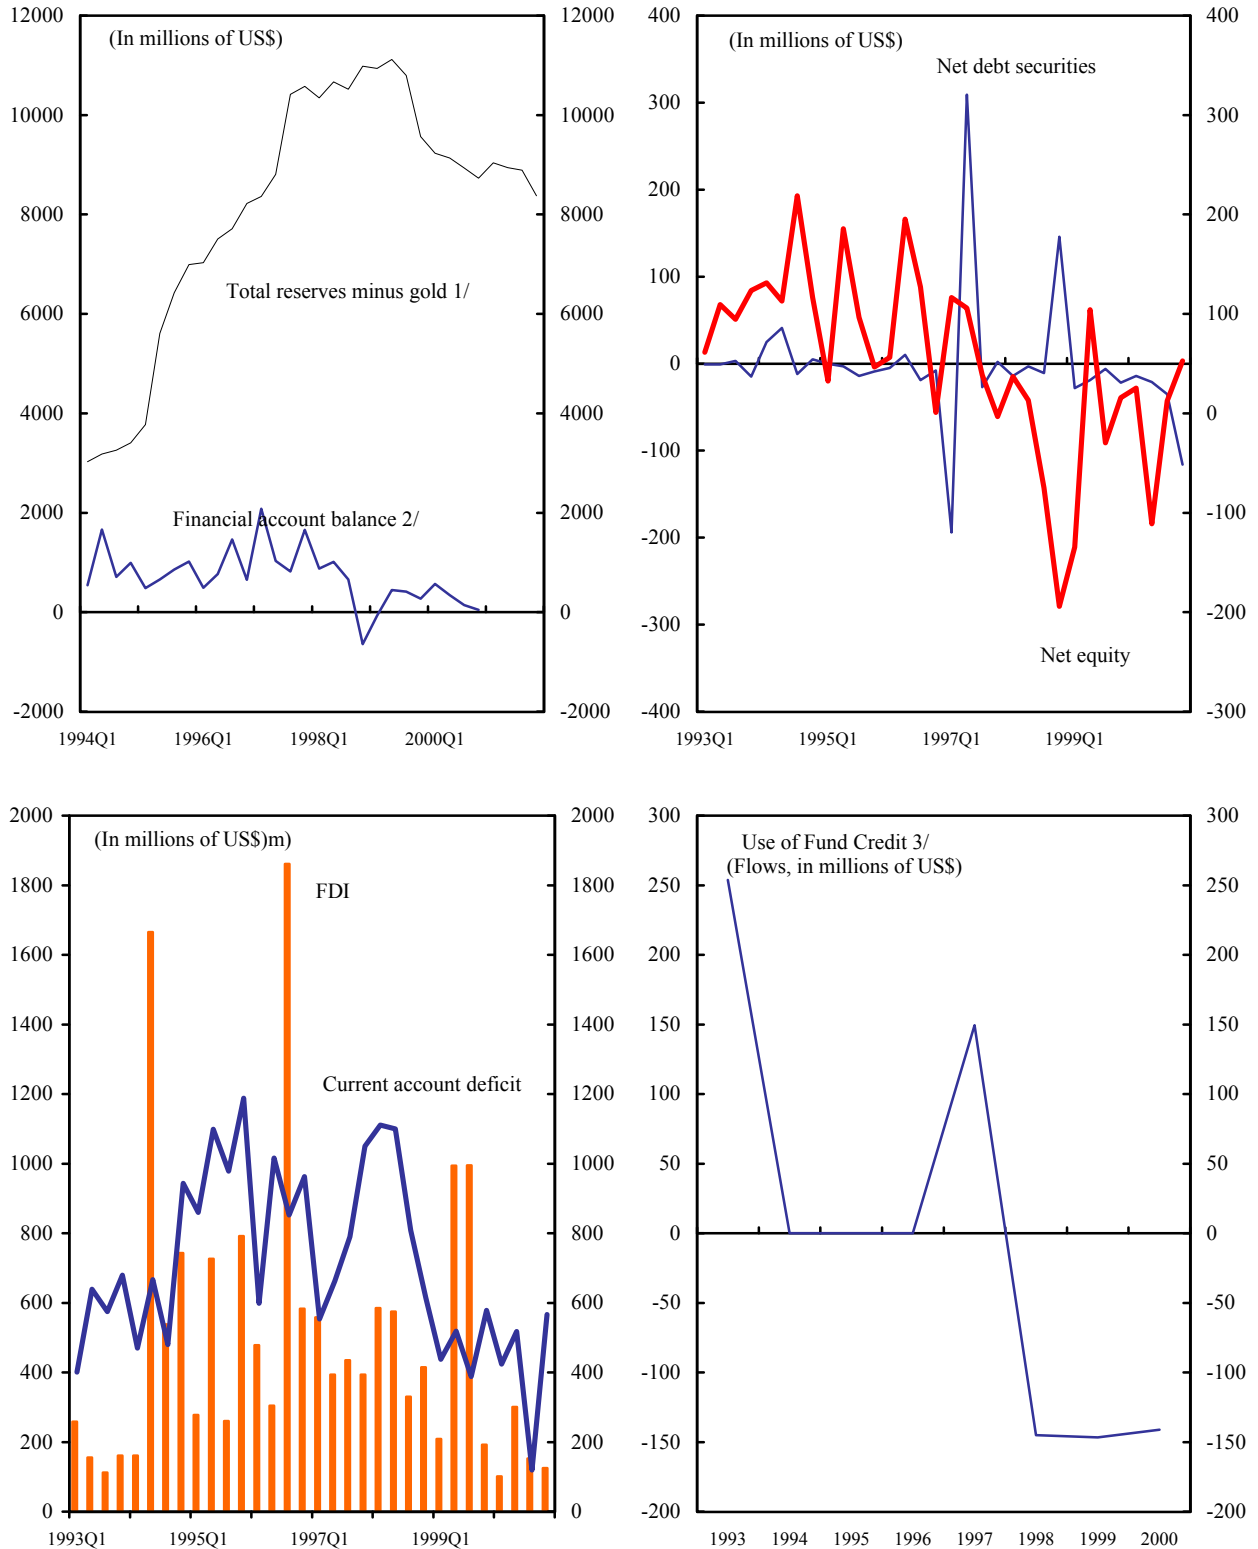 12000 12000
(In millions of US$)
10000 10000
8000 8000
Total reserves minus gold 1/
6000 6000
4000 4000
2000 2000
Financial account balance 2/
0 0
-2000 -2000
1994Q1 1996Q1 1998Q1 2000Q1
400 400
(In millions of US$)
Net debt securities
300 300
200 200
100
100
0
0
-100
-100
-200
-200
-300
Net equity
-400 -300
1993Q1 1995Q1 1997Q1 1999Q1
2000 2000
(In millions of US$)m)
1800 1800
FDI
1600 1600
1400 1400
1200 1200
Current account deficit
1000 1000
800 800
600 600
400 400
200 200
0 0
1993Q1 1995Q1 1997Q1 1999Q1
300 300
Use of Fund Credit 3/
(Flows, in millions of US$)
250 250
200 200
150 150
100 100
50 50
0 0
-50 -50
-100 -100
-150 -150
-200 -200
1993 1994 1995 1996 1997 1998 1999 2000